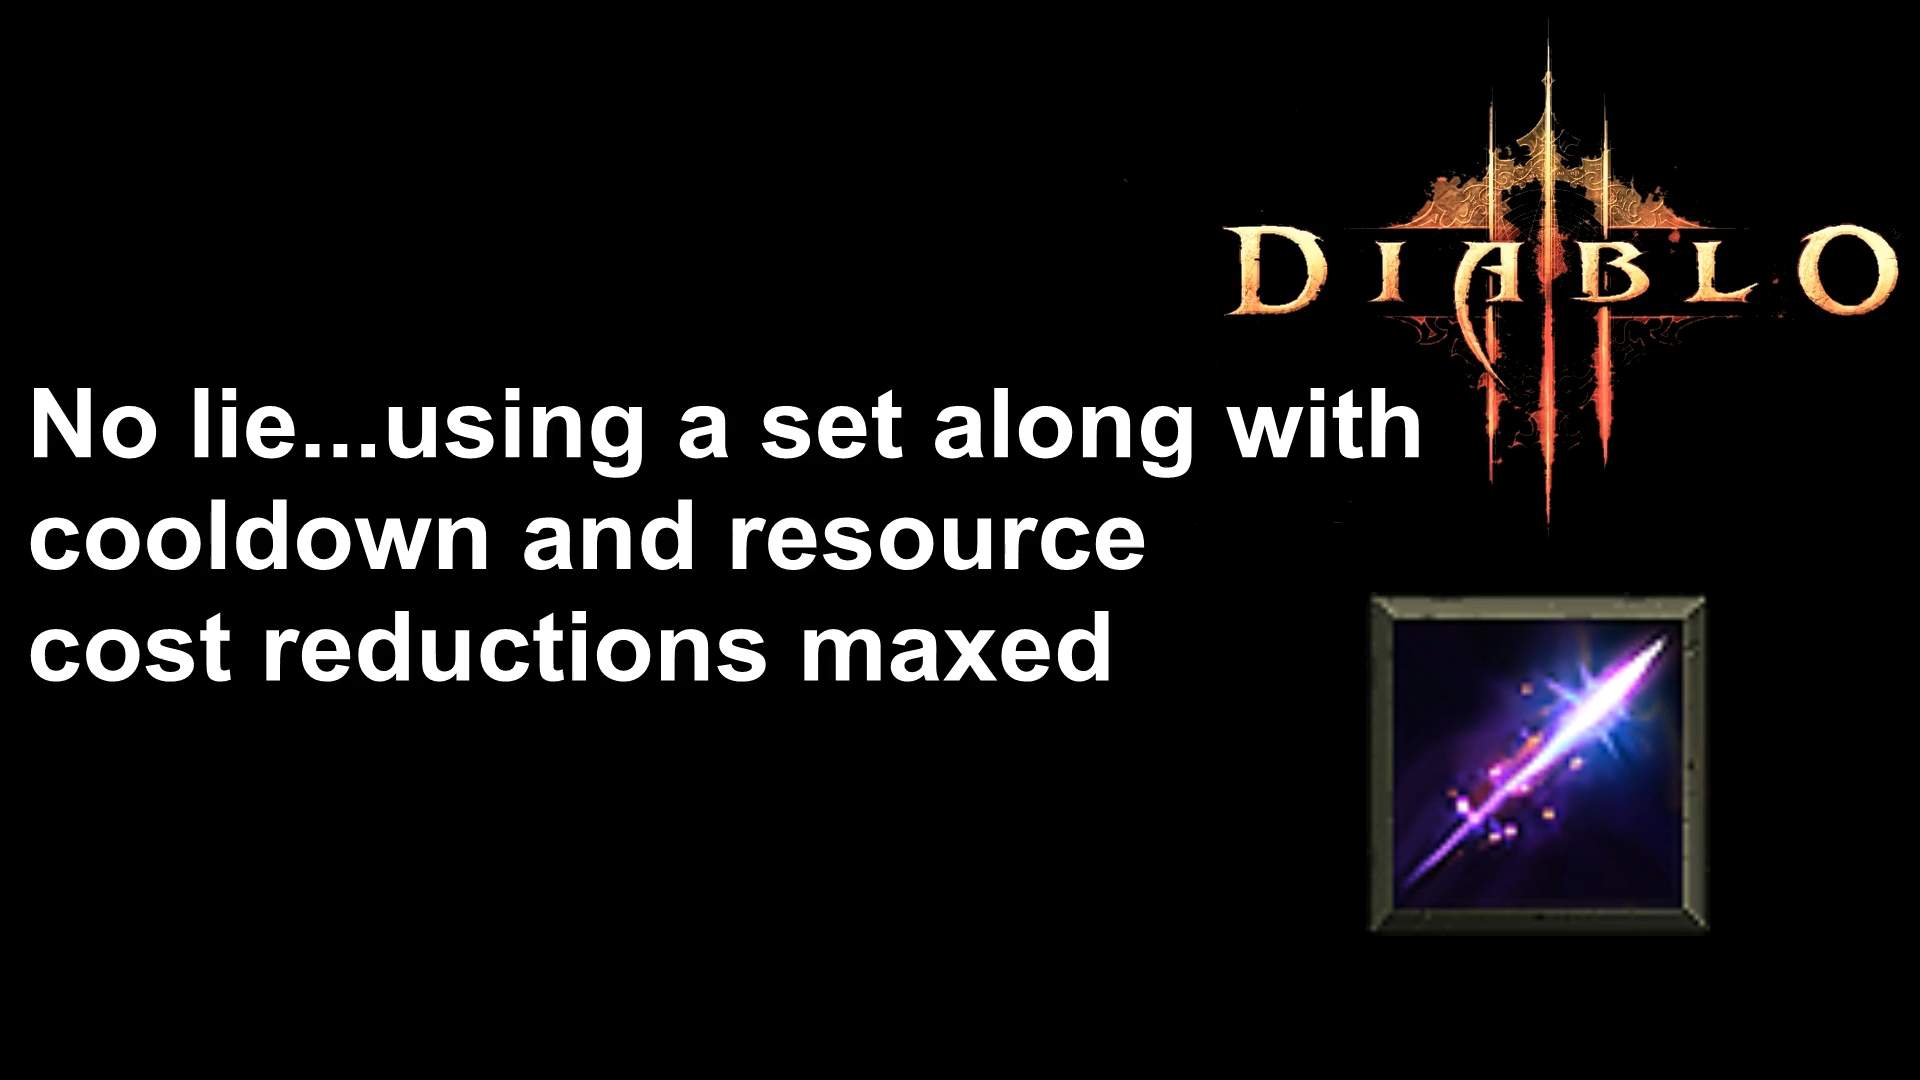 DIABLO
No lie...using a set along with
cooldown and resource
cost reductions maxed